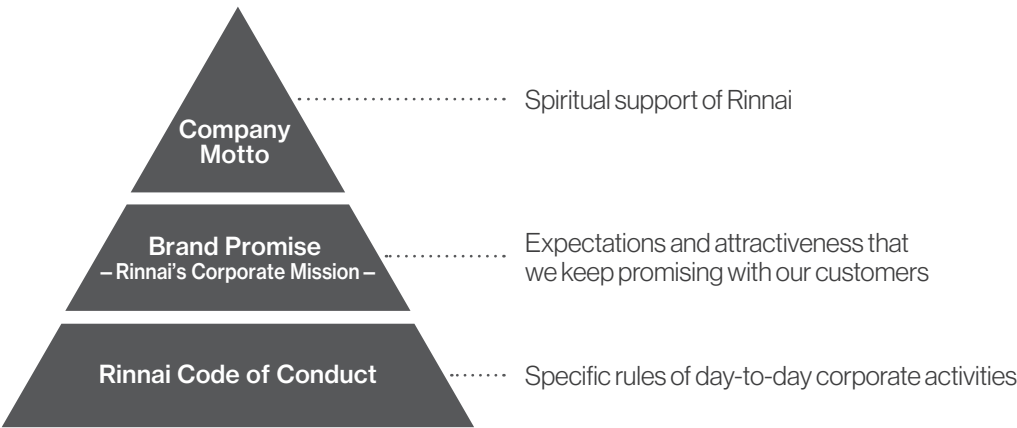 Company
Motto
Spiritual support of Rinnai
Brand Promise
– Rinnai's Corporate Mission –
Expectations and attractiveness that
we keep promising with our customers
Rinnai Code of Conduct
Specific rules of day-to-day corporate activities